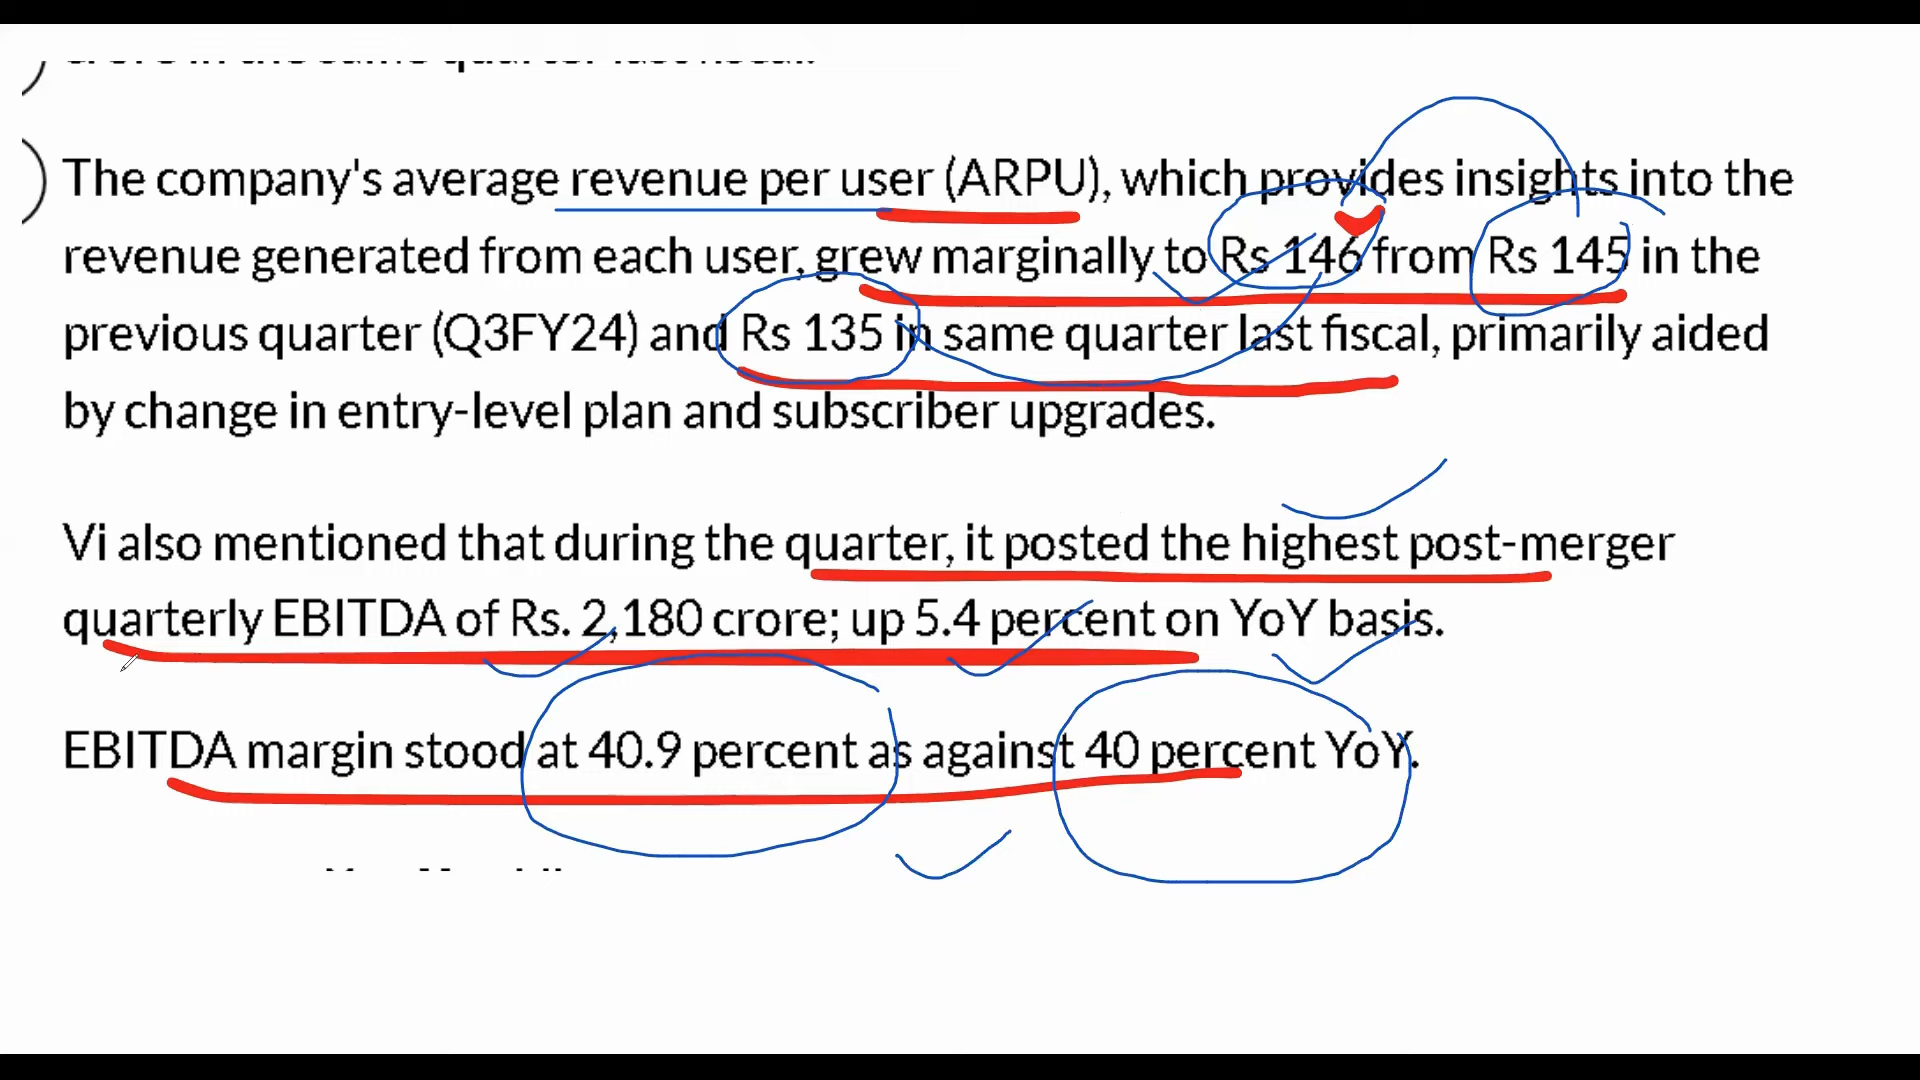 The company's average revenue per user (ARPU), which provides insights into the
revenue generated from each user, grew marginally to Rs 146 from Rs 145 in the
previous quarter (Q3FY24) and Rs 135 in same quarter last fiscal, primarily aided
by change in entry-level plan and subscriber upgrades.
Vi also mentioned that during the quarter, it posted the highest post-merger
quarterly EBITDA of Rs. 2,180 crore; up 5.4 percent on YoY basis.
EBITDA margin stood at 40.9 percent as against 40 percent YoY.